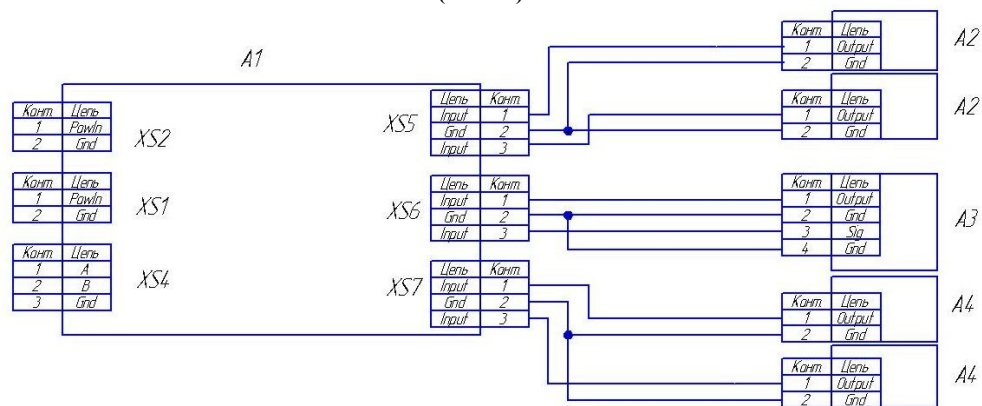 A1
Конт. Цепь
1 PowIn
2 Gnd
XS2
Конт. Цепь
1 PowIn
2 Gnd
XS1
Конт. Цепь
1 A
2 B
3 Gnd
XS4
XS5
Цепь Конт.
Input 1
Gnd 2
Input 3
XS6
Цепь Конт.
Input 1
Gnd 2
Input 3
XS7
Цепь Конт.
Input 1
Gnd 2
Input 3
Конт. Цепь
1 Output
2 Gnd
A2
Конт. Цепь
1 Output
2 Gnd
A2
Конт. Цепь
1 Output
2 Gnd
3 Sig
4 Gnd
A3
Конт. Цепь
1 Output
2 Gnd
A4
Конт. Цепь
1 Output
2 Gnd
A4